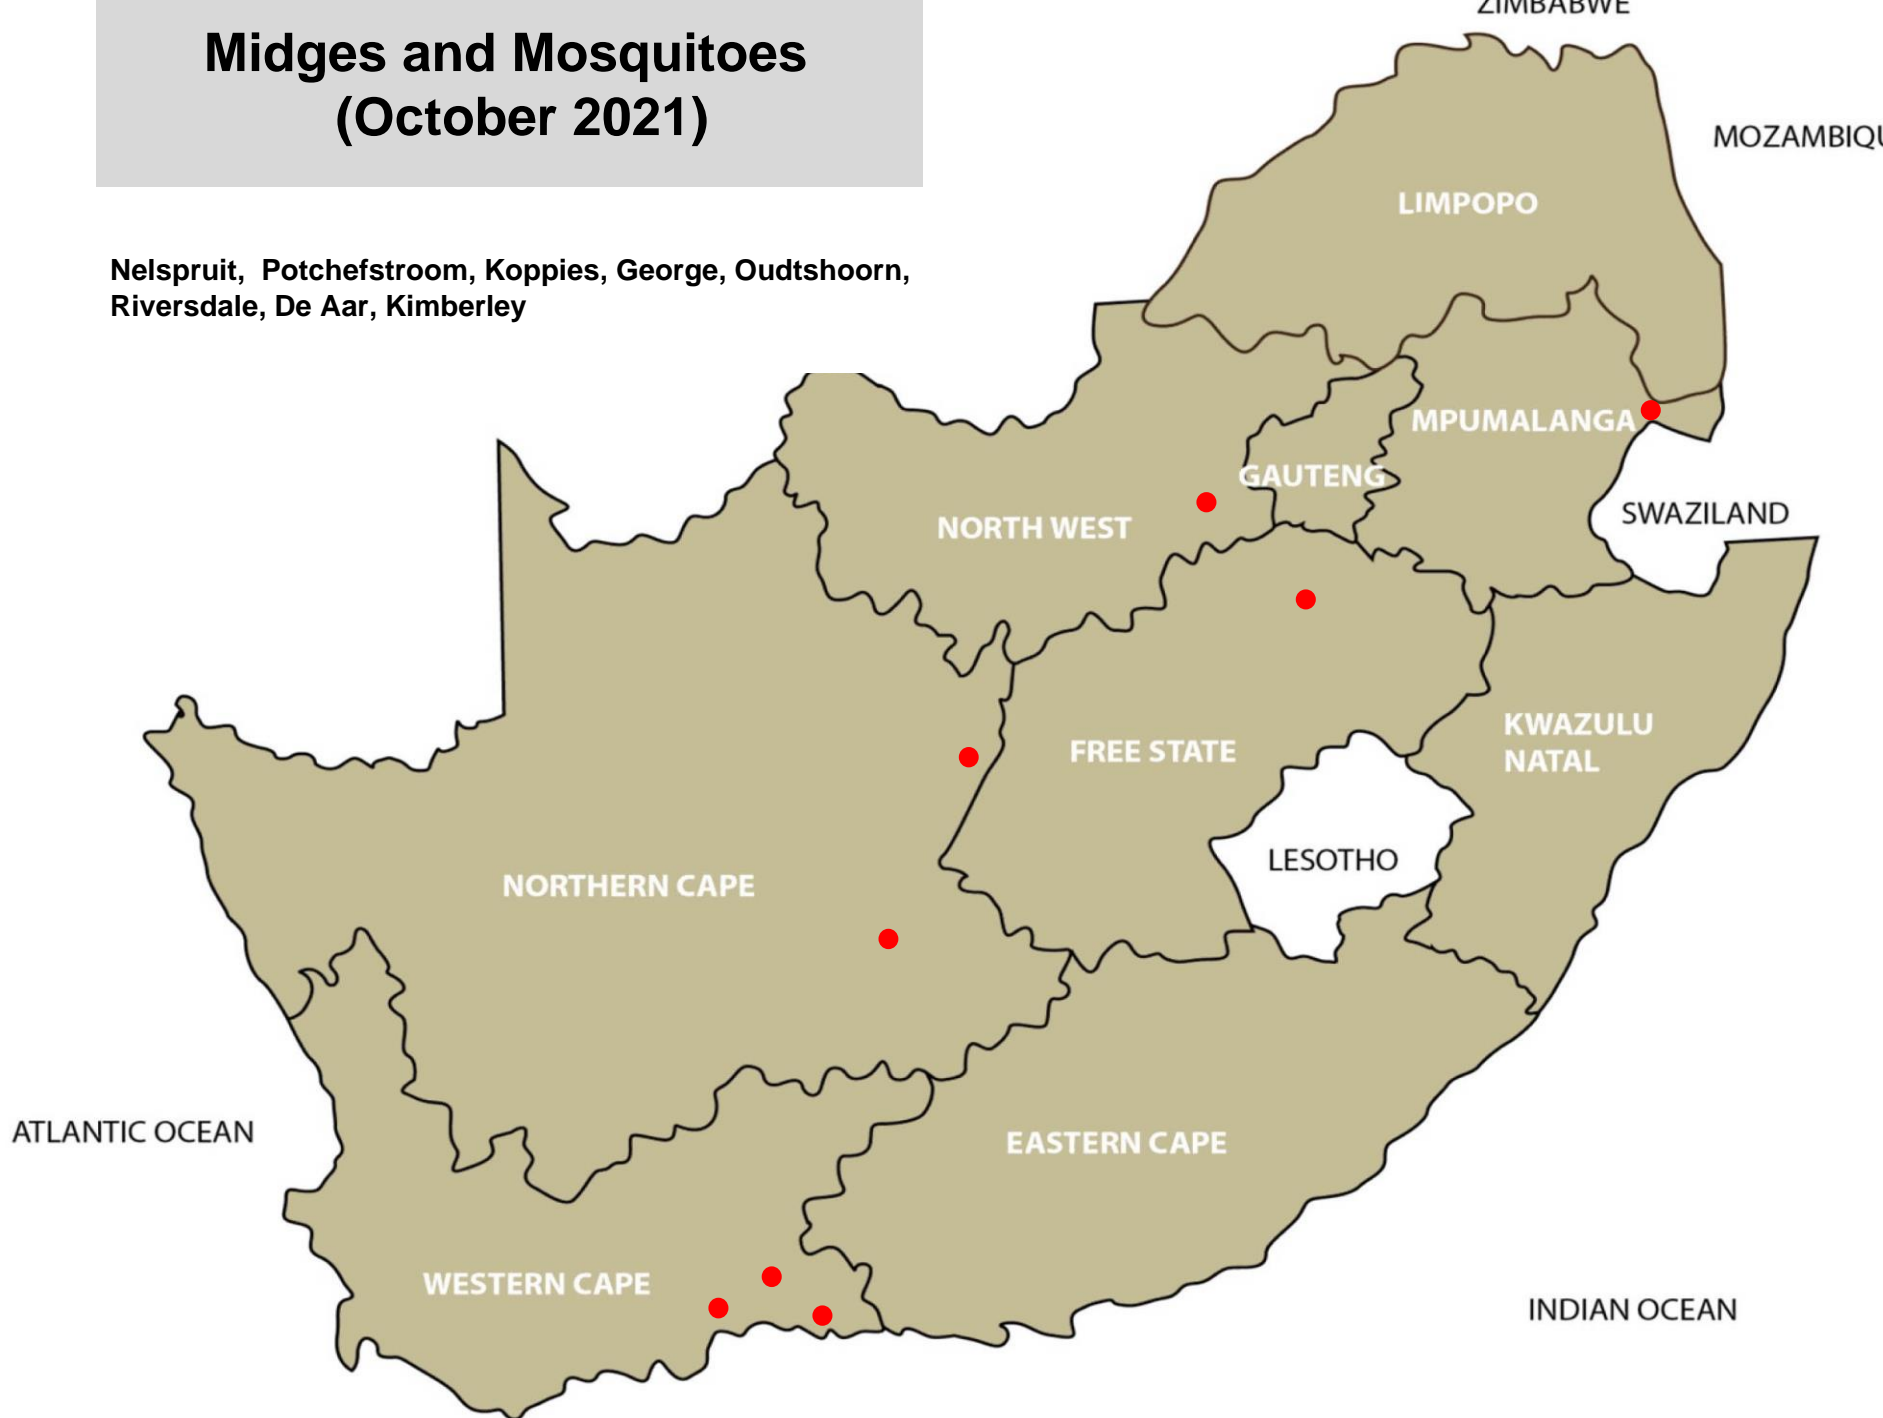 ZIMBABWE
Midges and Mosquitoes
(October 2021)
MOZAMBIQU
LIMPOPO
Nelspruit, Potchefstroom, Koppies, George, Oudtshoorn,
Riversdale, De Aar, Kimberley
MPUMALANGA
GAUTENG
SWAZILAND
NORTH WEST
KWAZULU
NATAL
FREE STATE
LESOTHO
NORTHERN CAPE
ATLANTIC OCEAN
EASTERN CAPE
WESTERN CAPE
INDIAN OCEAN